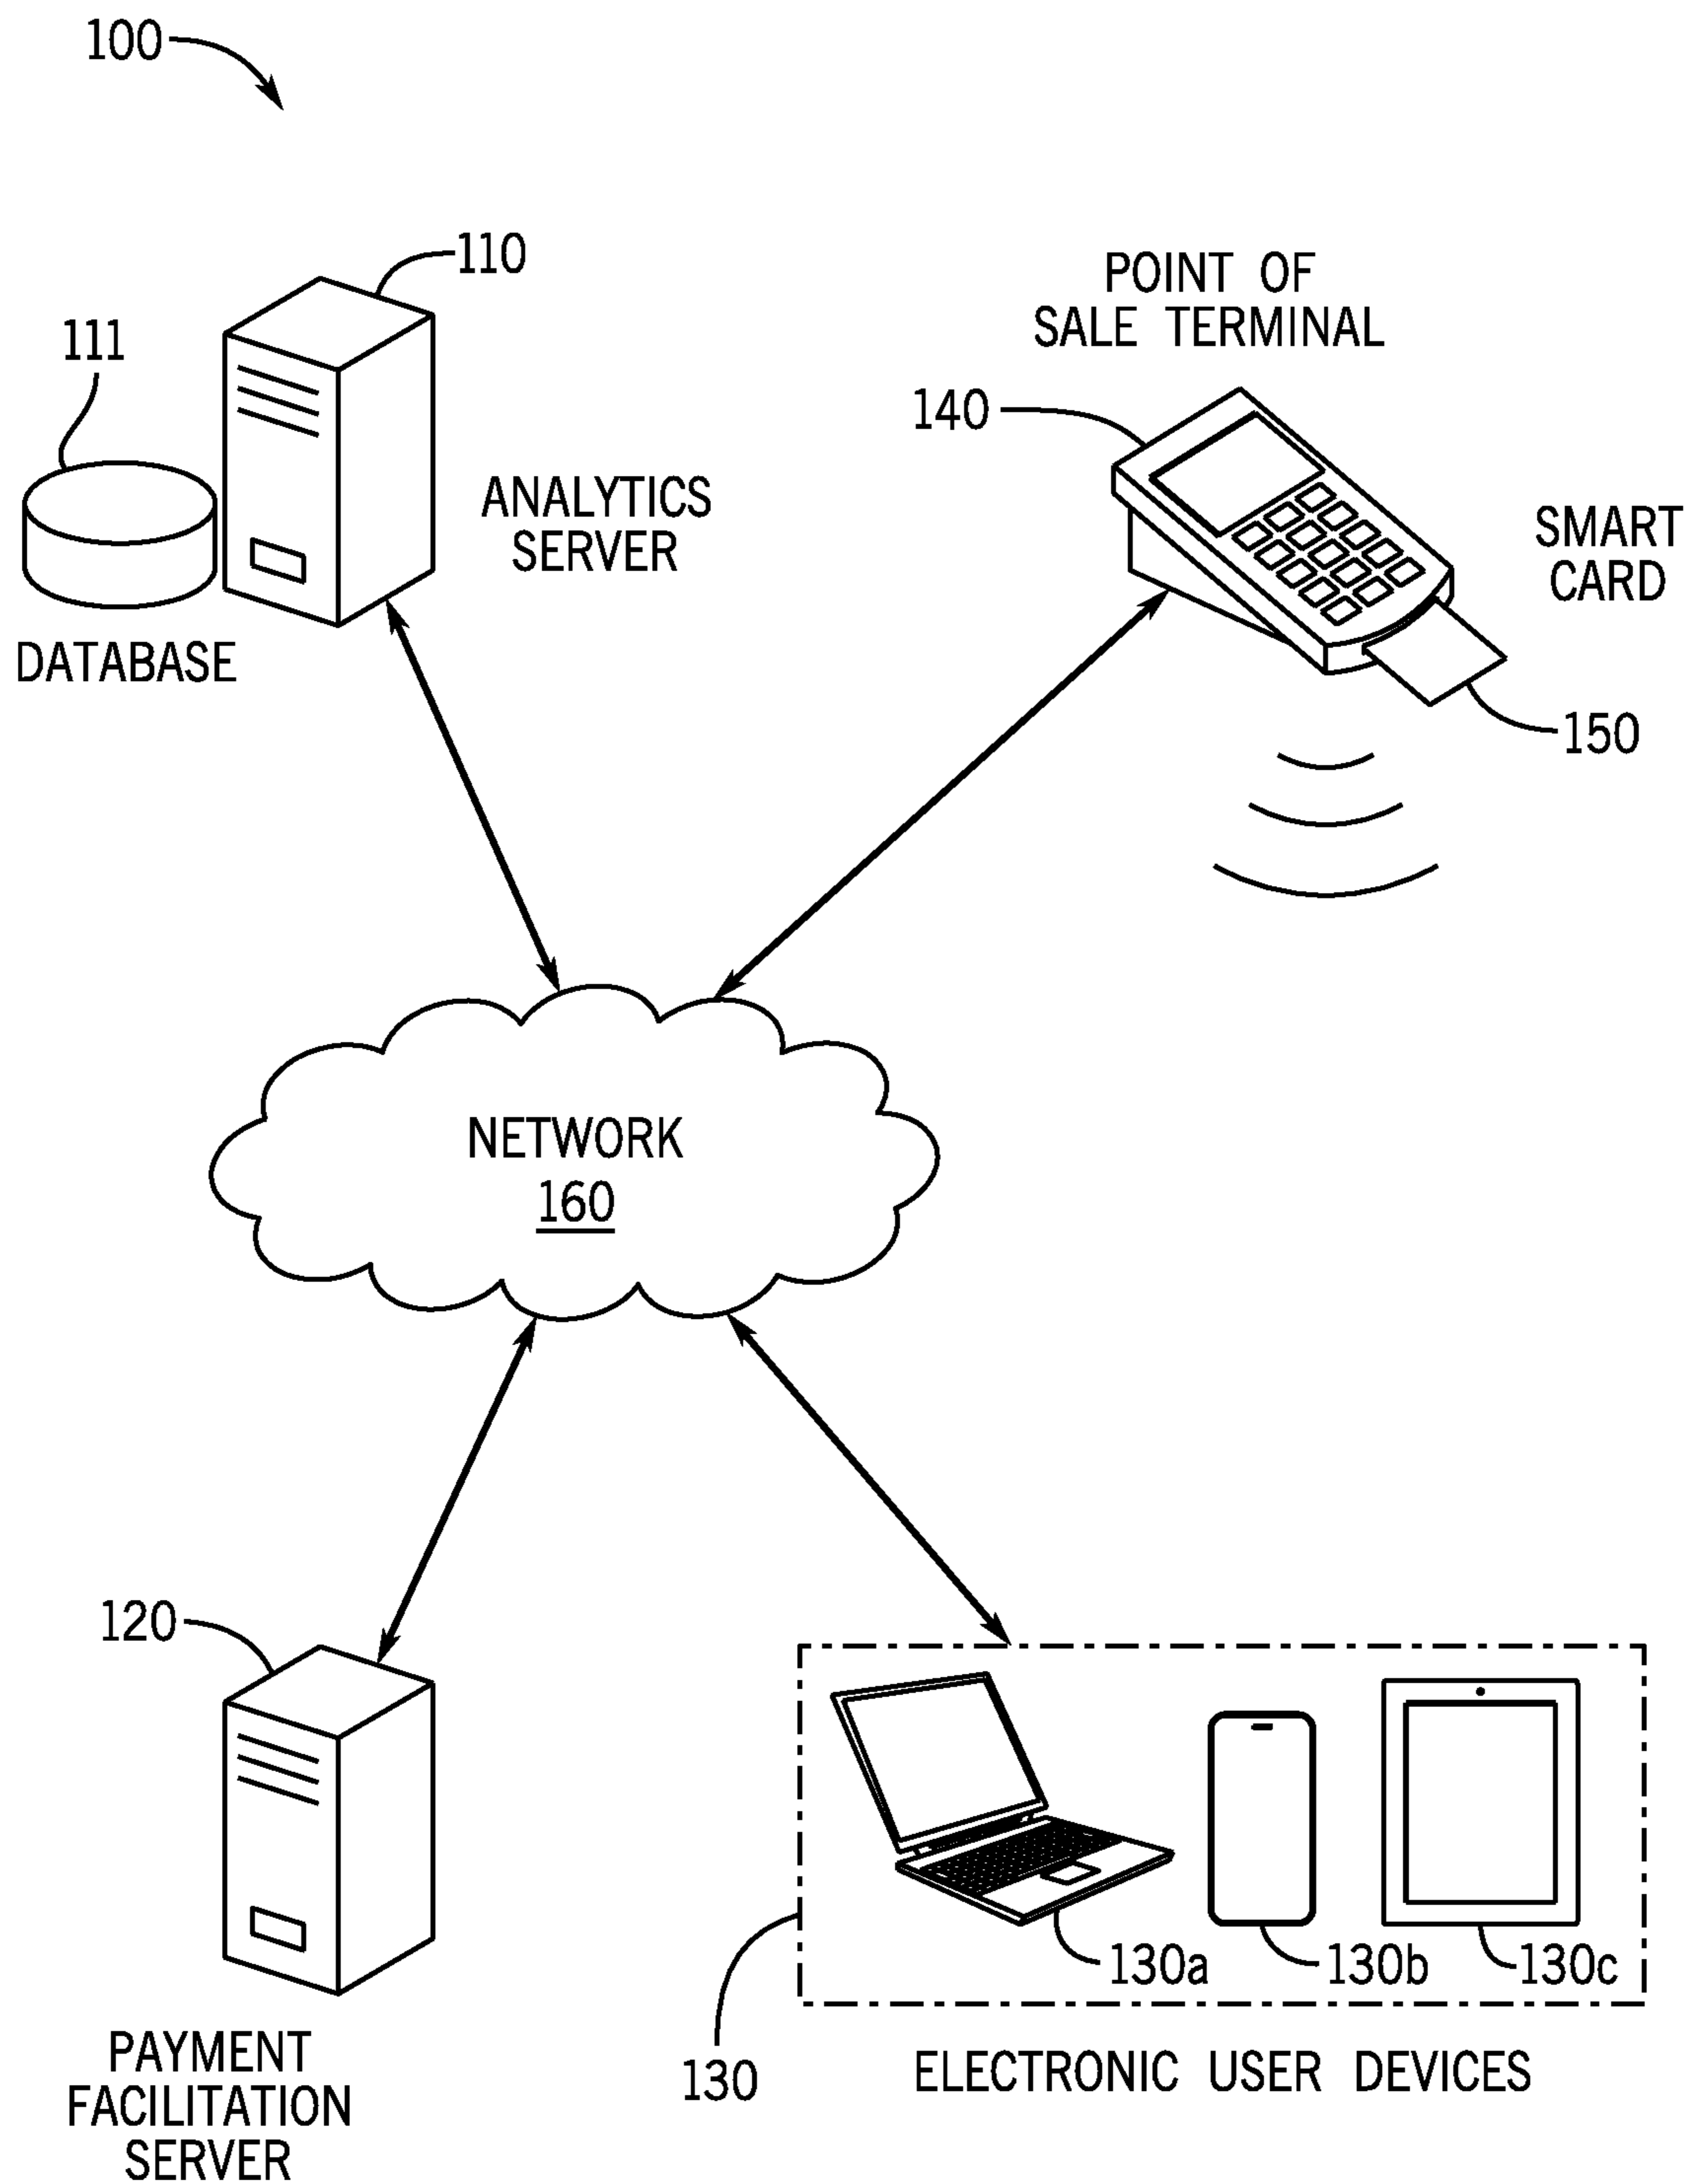 100
110
111
ANALYTICS
SERVER
DATABASE
POINT OF
SALE TERMINAL
140
SMART
CARD
150
NETWORK
160
120
PAYMENT
FACILITATION
SERVER
130a
130b
130c
130
ELECTRONIC USER DEVICES